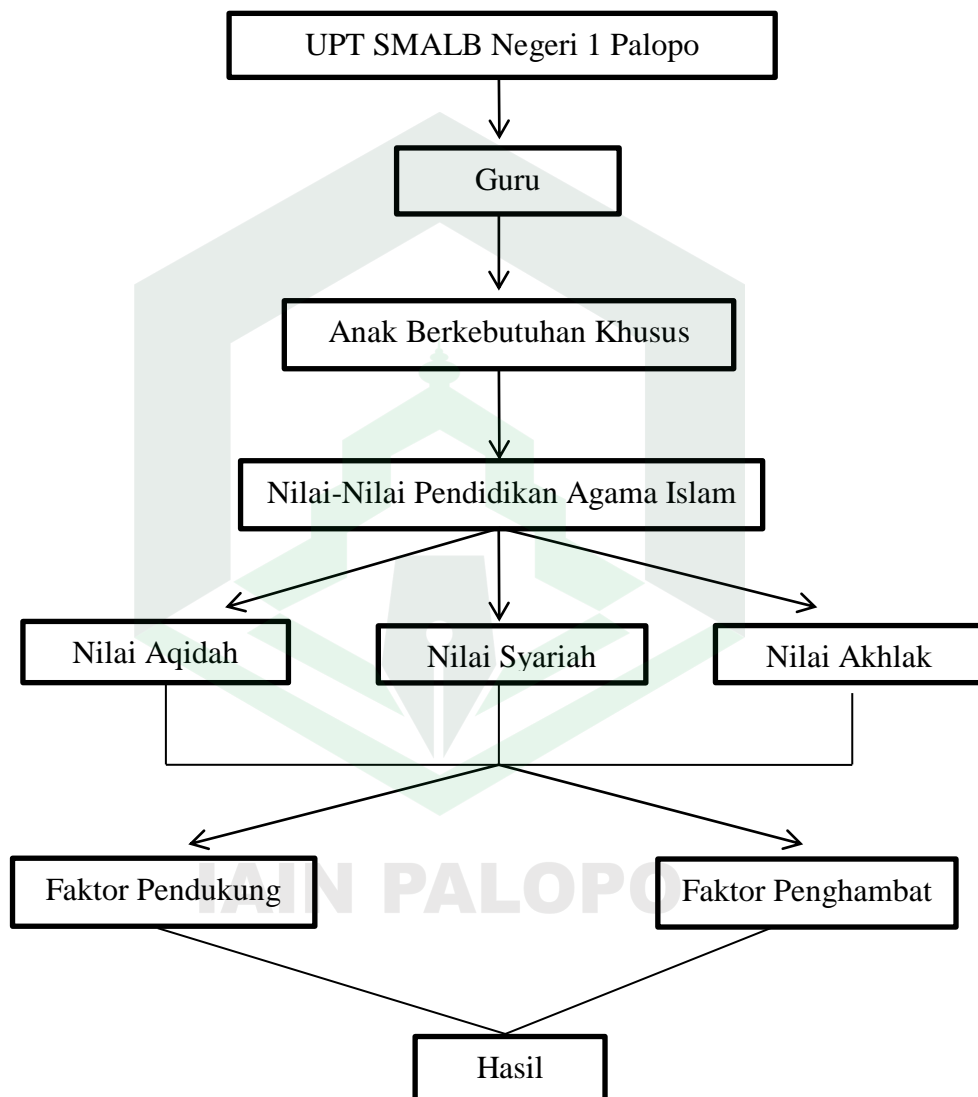 UPT SMALB Negeri 1 Palopo
Guru
Anak Berkebutuhan Khusus
Nilai-Nilai Pendidikan Agama Islam
Nilai Aqidah
Nilai Syariah
Nilai Akhlak
Faktor Pendukung
Faktor Penghambat
IAIN PALOPO
Hasil